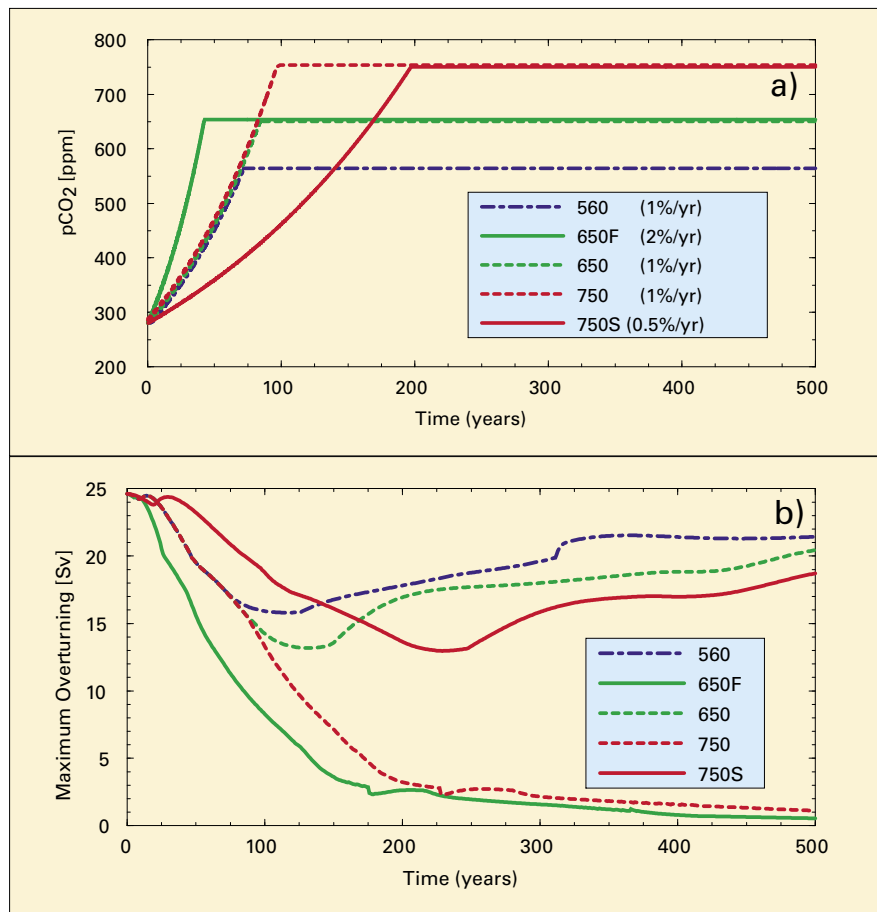 800
700
600
500
400
300
200
pCO2 [ppm]
a)
560 (1%/yr)
650F (2%/yr)
650 (1%/yr)
750 (1%/yr)
750S (0.5%/yr)
0 100 200 300 400 500
Time (years)
25
20
15
10
5
0
Maximum Overturning [Sv]
b)
560
650F
650
750
750S
0 100 200 300 400 500
Time (years)